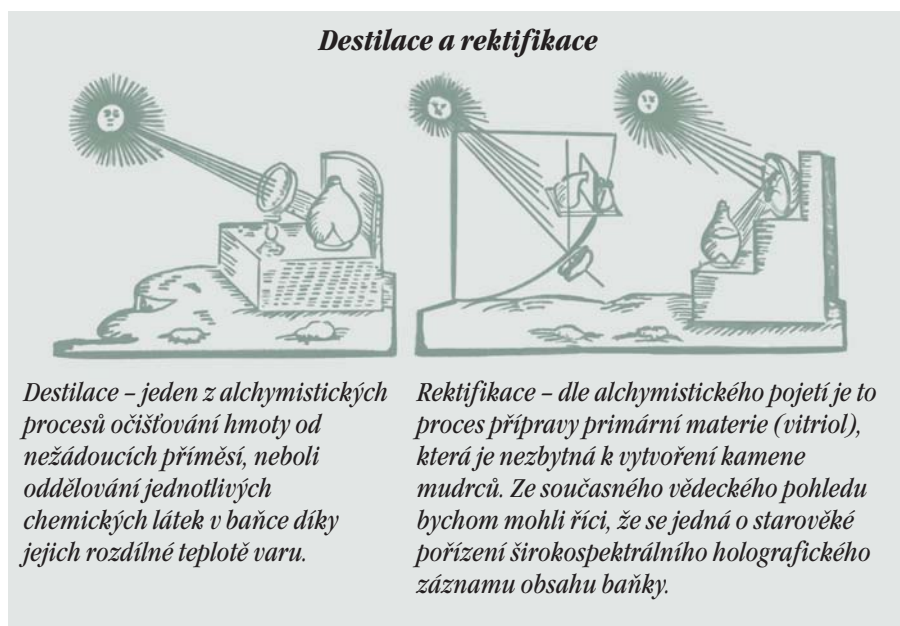 Destilace a rektifikace
Destilace – jeden z alchymistických
procesů očišťování hmoty od
nežádoucích příměsí, neboli
oddělování jednotlivých
chemických látek v baňce díky
jejich rozdílné teplotě varu.
Rektifikace – dle alchymistického pojetí je to
proces přípravy primární materie (vitriol),
která je nezbytná k vytvoření kamene
mudrců. Ze současného vědeckého pohledu
bychom mohli říci, že se jedná o starověké
pořízení širokospektrálního holografického
záznamu obsahu baňky.